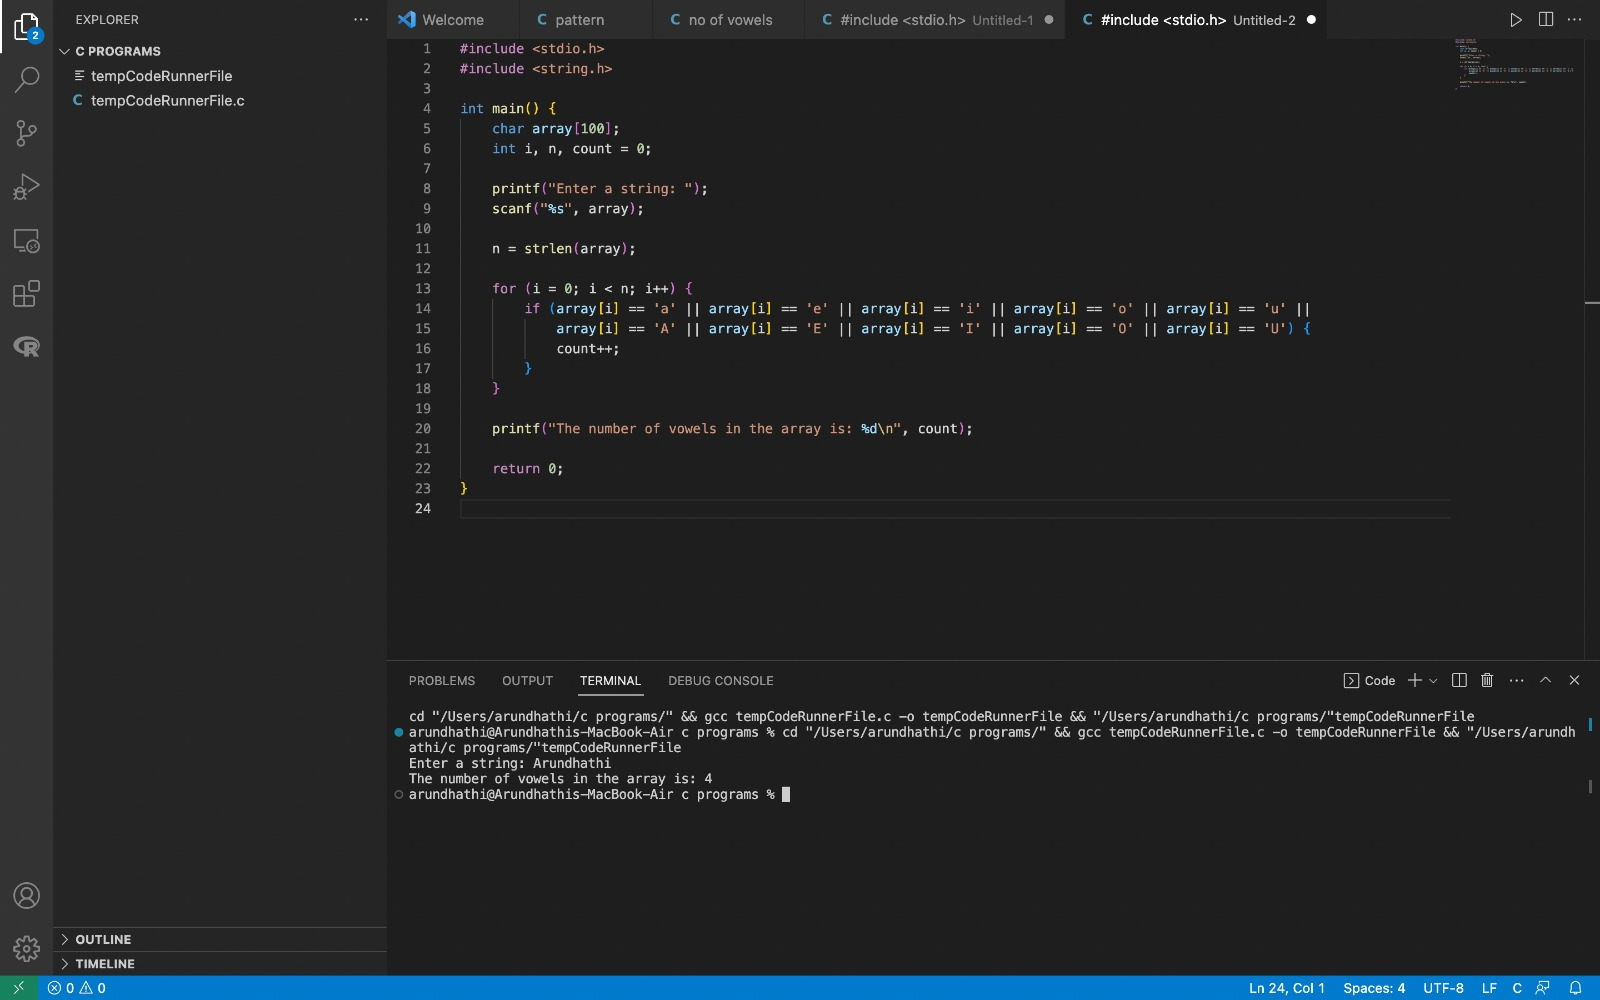 EXPLORER
2
C PROGRAMS
tempCodeRunnerFile
C tempCodeRunnerFile.c
OUTLINE
TIMELINE
Welcome
C pattern
C no of vowels
C #include <stdio.h> Untitled-1
C #include <stdio.h> Untitled-2
1 #include <stdio.h>
2 #include <string.h>
3
4 int main() {
5 char array[100];
6 int i, n, count = 0;
7
8 printf("Enter a string: ");
9 scanf("%s", array);
10
11 n = strlen(array);
12
13 for (i = 0; i < n; i++) {
14 if (array[i] == 'a' || array[i] == 'e' || array[i] == 'i' || array[i] == 'o' || array[i] == 'u' ||
15 array[i] == 'A' || array[i] == 'E' || array[i] == 'I' || array[i] == 'O' || array[i] == 'U') {
16 count++;
17 }
18 }
19
20 printf("The number of vowels in the array is: %d\n", count);
21
22 return 0;
23 }
24
PROBLEMS OUTPUT TERMINAL DEBUG CONSOLE
Code
cd "/Users/arundhathi/c programs/" && gcc tempCodeRunnerFile.c -o tempCodeRunnerFile && "/Users/arundhathi/c programs/"tempCodeRunnerFile
arundhathi@Arundhathis-MacBook-Air c programs % cd "/Users/arundhathi/c programs/" && gcc tempCodeRunnerFile.c -o tempCodeRunnerFile && "/Users/arundh
athi/c programs/"tempCodeRunnerFile
Enter a string: Arundhathi
The number of vowels in the array is: 4
arundhathi@Arundhathis-MacBook-Air c programs %
0 0
Ln 24, Col 1 Spaces: 4 UTF-8 LF C